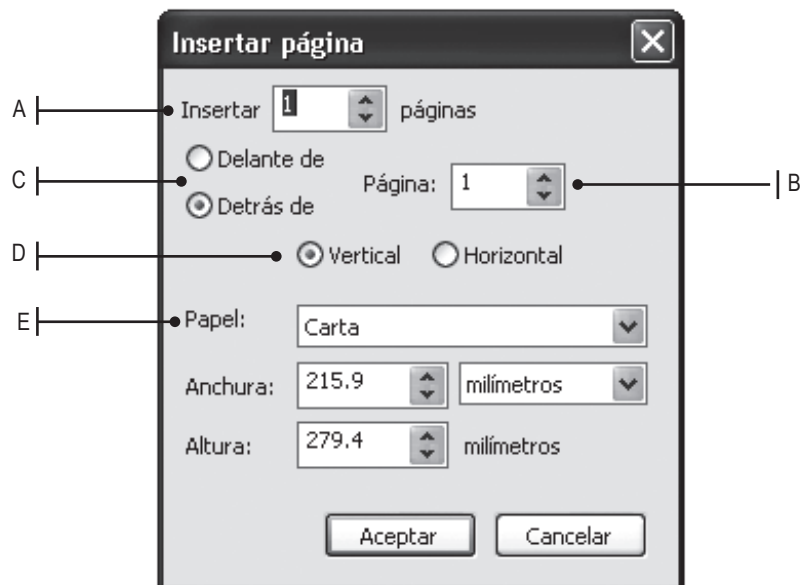 Insertar página
A Insertar 1 páginas
Delante de
C Página: 1 B
Detrás de
D Vertical Horizontal
E Papel: Carta
Anchura: 215.9 milímetros
Altura: 279.4 milímetros
Aceptar Cancelar